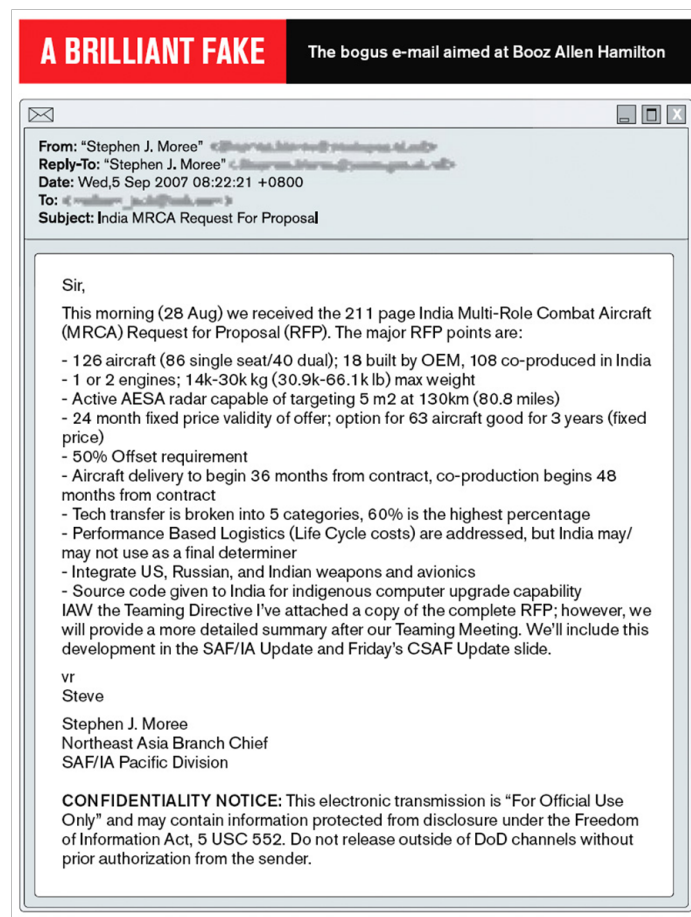 A BRILLIANT FAKE
The bogus e-mail aimed at Booz Allen Hamilton
X
From: “Stephen J. Moree”
Reply-To: “Stephen J. Moree”
Date: Wed,5 Sep 2007 08:22:21 +0800
To:
Subject: India MRCA Request For Proposal
Sir,
This morning (28 Aug) we received the 211 page India Multi-Role Combat Aircraft
(MRCA) Request for Proposal (RFP). The major RFP points are:
- 126 aircraft (86 single seat/40 dual); 18 built by OEM, 108 co-produced in India
- 1 or 2 engines; 14k-30k kg (30.9k-66.1k lb) max weight
- Active AESA radar capable of targeting 5 m2 at 130km (80.8 miles)
- 24 month fixed price validity of offer; option for 63 aircraft good for 3 years (fixed
price)
- 50% Offset requirement
- Aircraft delivery to begin 36 months from contract, co-production begins 48
months from contract
- Tech transfer is broken into 5 categories, 60% is the highest percentage
- Performance Based Logistics (Life Cycle costs) are addressed, but India may/
may not use as a final determiner
- Integrate US, Russian, and Indian weapons and avionics
- Source code given to India for indigenous computer upgrade capability
IAW the Teaming Directive I’ve attached a copy of the complete RFP; however, we
will provide a more detailed summary after our Teaming Meeting. We’ll include this
development in the SAF/IA Update and Friday’s CSAF Update slide.
vr
Steve
Stephen J. Moree
Northeast Asia Branch Chief
SAF/IA Pacific Division
CONFIDENTIALITY NOTICE: This electronic transmission is “For Official Use
Only” and may contain information protected from disclosure under the Freedom
of Information Act, 5 USC 552. Do not release outside of DoD channels without
prior authorization from the sender.